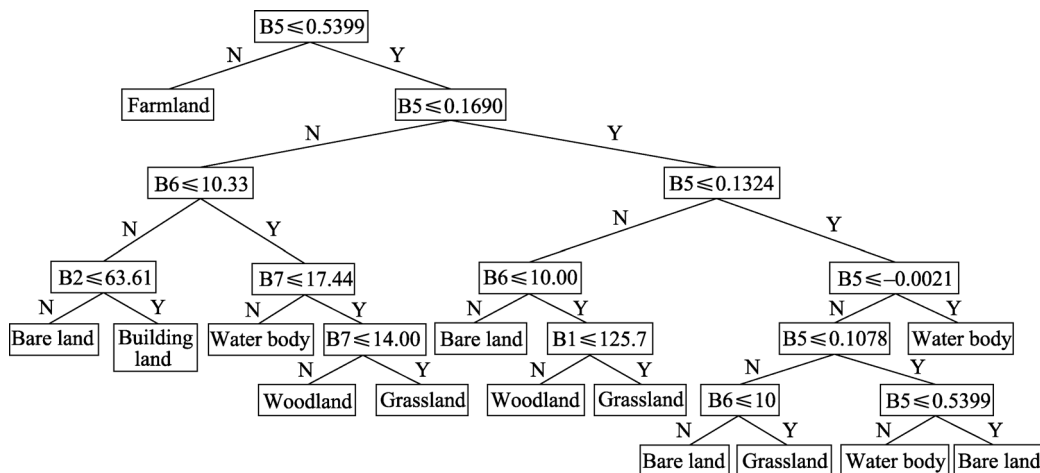 B5≤0.5399
N
Y
Farmland
B5≤0.1690
N
Y
B6≤10.33
B5≤0.1324
N
Y
N
Y
B2≤63.61
B7≤17.44
B6≤10.00
B5≤–0.0021
N
Y
N
Y
N
Y
N
Y
Bare land
Building
land
Water body
B7≤14.00
Bare land
B1≤125.7
B5≤0.1078
Water body
N
Y
N
Y
N
Y
Woodland
Grassland
Woodland
Grassland
B6≤10
B5≤0.5399
N
Y
N
Y
Bare land
Grassland
Water body
Bare land